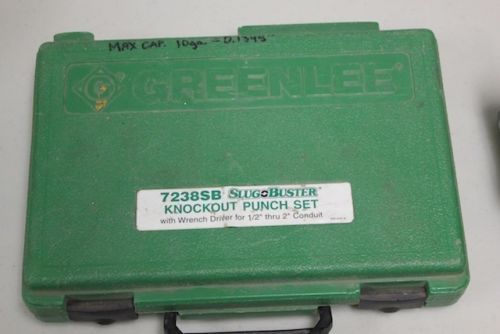 MAX CAP. 10ga - 0.1345"
GREENLEE
7238SB SLUG BUSTER
KNOCKOUT PUNCH SET
with Wrench Driver for 1/2" thru 2" Conduit